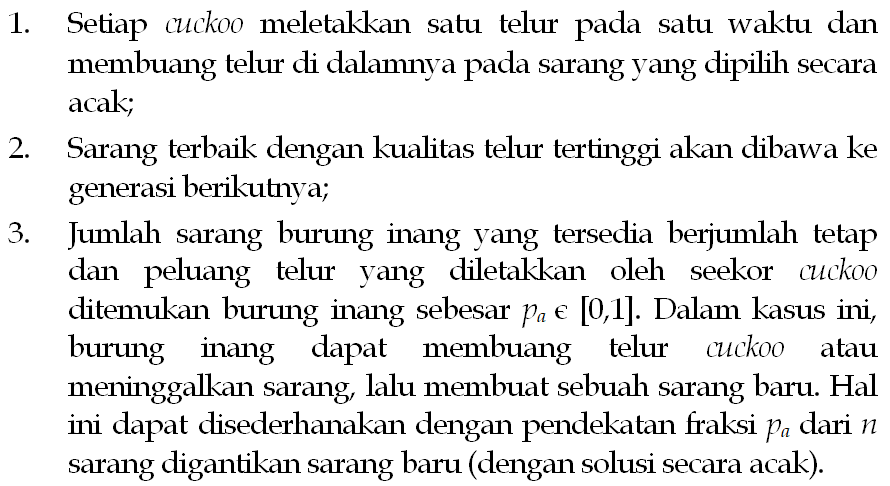 1. Setiap cuckoo meletakkan satu telur pada satu waktu dan
membuang telur di dalamnya pada sarang yang dipilih secara
acak;
2. Sarang terbaik dengan kualitas telur tertinggi akan dibawa ke
generasi berikutnya;
3. Jumlah sarang burung inang yang tersedia berjumlah tetap
dan peluang telur yang diletakkan oleh seekor cuckoo
ditemukan burung inang sebesar pₐ ϵ [0,1]. Dalam kasus ini,
burung inang dapat membuang telur cuckoo atau
meninggalkan sarang, lalu membuat sebuah sarang baru. Hal
ini dapat disederhanakan dengan pendekatan fraksi pₐ dari n
sarang digantikan sarang baru (dengan solusi secara acak).